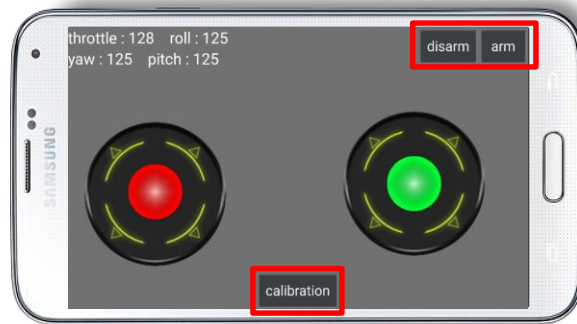 throttle : 128 roll : 125
yaw : 125 pitch : 125
disarm arm
SAMSUNG
calibration